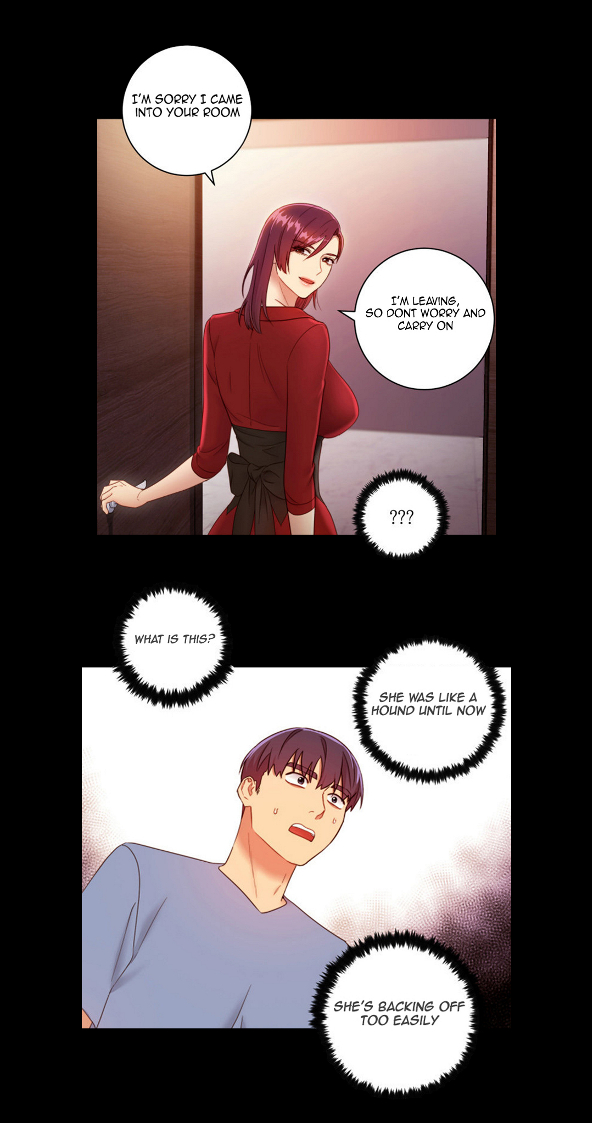 I'M SORRY I CAME
INTO YOUR ROOM
I'M LEAVING,
SO DONT WORRY AND
CARRY ON
???
WHAT IS THIS?
SHE WAS LIKE A
HOUND UNTIL NOW
SHE'S BACKING OFF
TOO EASILY